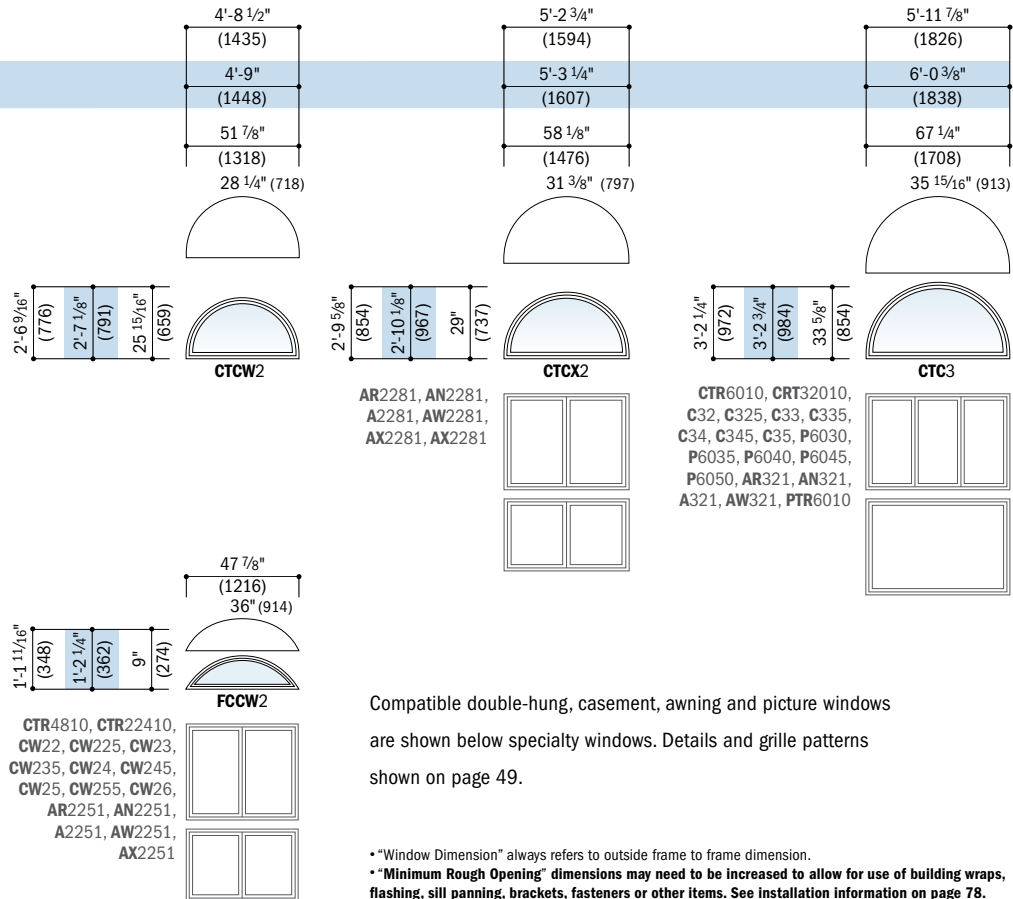 4'-8 1/2" 5'-2 3/4" 5'-11 7/8"
(1435) (1594) (1826)
4'-9" 5'-3 1/4" 6'-0 3/8"
(1448) (1607) (1838)
51 7/8" 58 1/8" 67 1/4"
(1318) (1476) (1708)
28 1/4" (718) 31 3/8" (797) 35 15/16" (913)
2'-6 9/16"
(776)
2'-7 1/8"
(791)
25 15/16"
(659)
CTCW2
2'-9 5/8"
(854)
2'-10 1/8"
(967)
29"
(737)
CTCX2
3'-2 1/4"
(972)
3'-2 3/4"
(984)
33 5/8"
(854)
CTC3
AR2281, AN2281,
A2281, AW2281,
AX2281, AX2281
CTR6010, CRT32010,
C32, C325, C33, C335,
C34, C345, C35, P6030,
P6035, P6040, P6045,
P6050, AR321, AN321,
A321, AW321, PTR6010
47 7/8"
(1216)
36" (914)
1'-1 11/16"
(348)
1'-2 1/4"
(362)
9"
(274)
FCCW2
CTR4810, CTR22410,
CW22, CW225, CW23,
CW235, CW24, CW245,
CW25, CW255, CW26,
AR2251, AN2251,
A2251, AW2251,
AX2251
Compatible double-hung, casement, awning and picture windows
are shown below specialty windows. Details and grille patterns
shown on page 49.
• “Window Dimension” always refers to outside frame to frame dimension.
• “Minimum Rough Opening” dimensions may need to be increased to allow for use of building wraps,
flashing, sill panning, brackets, fasteners or other items. See installation information on page 78.